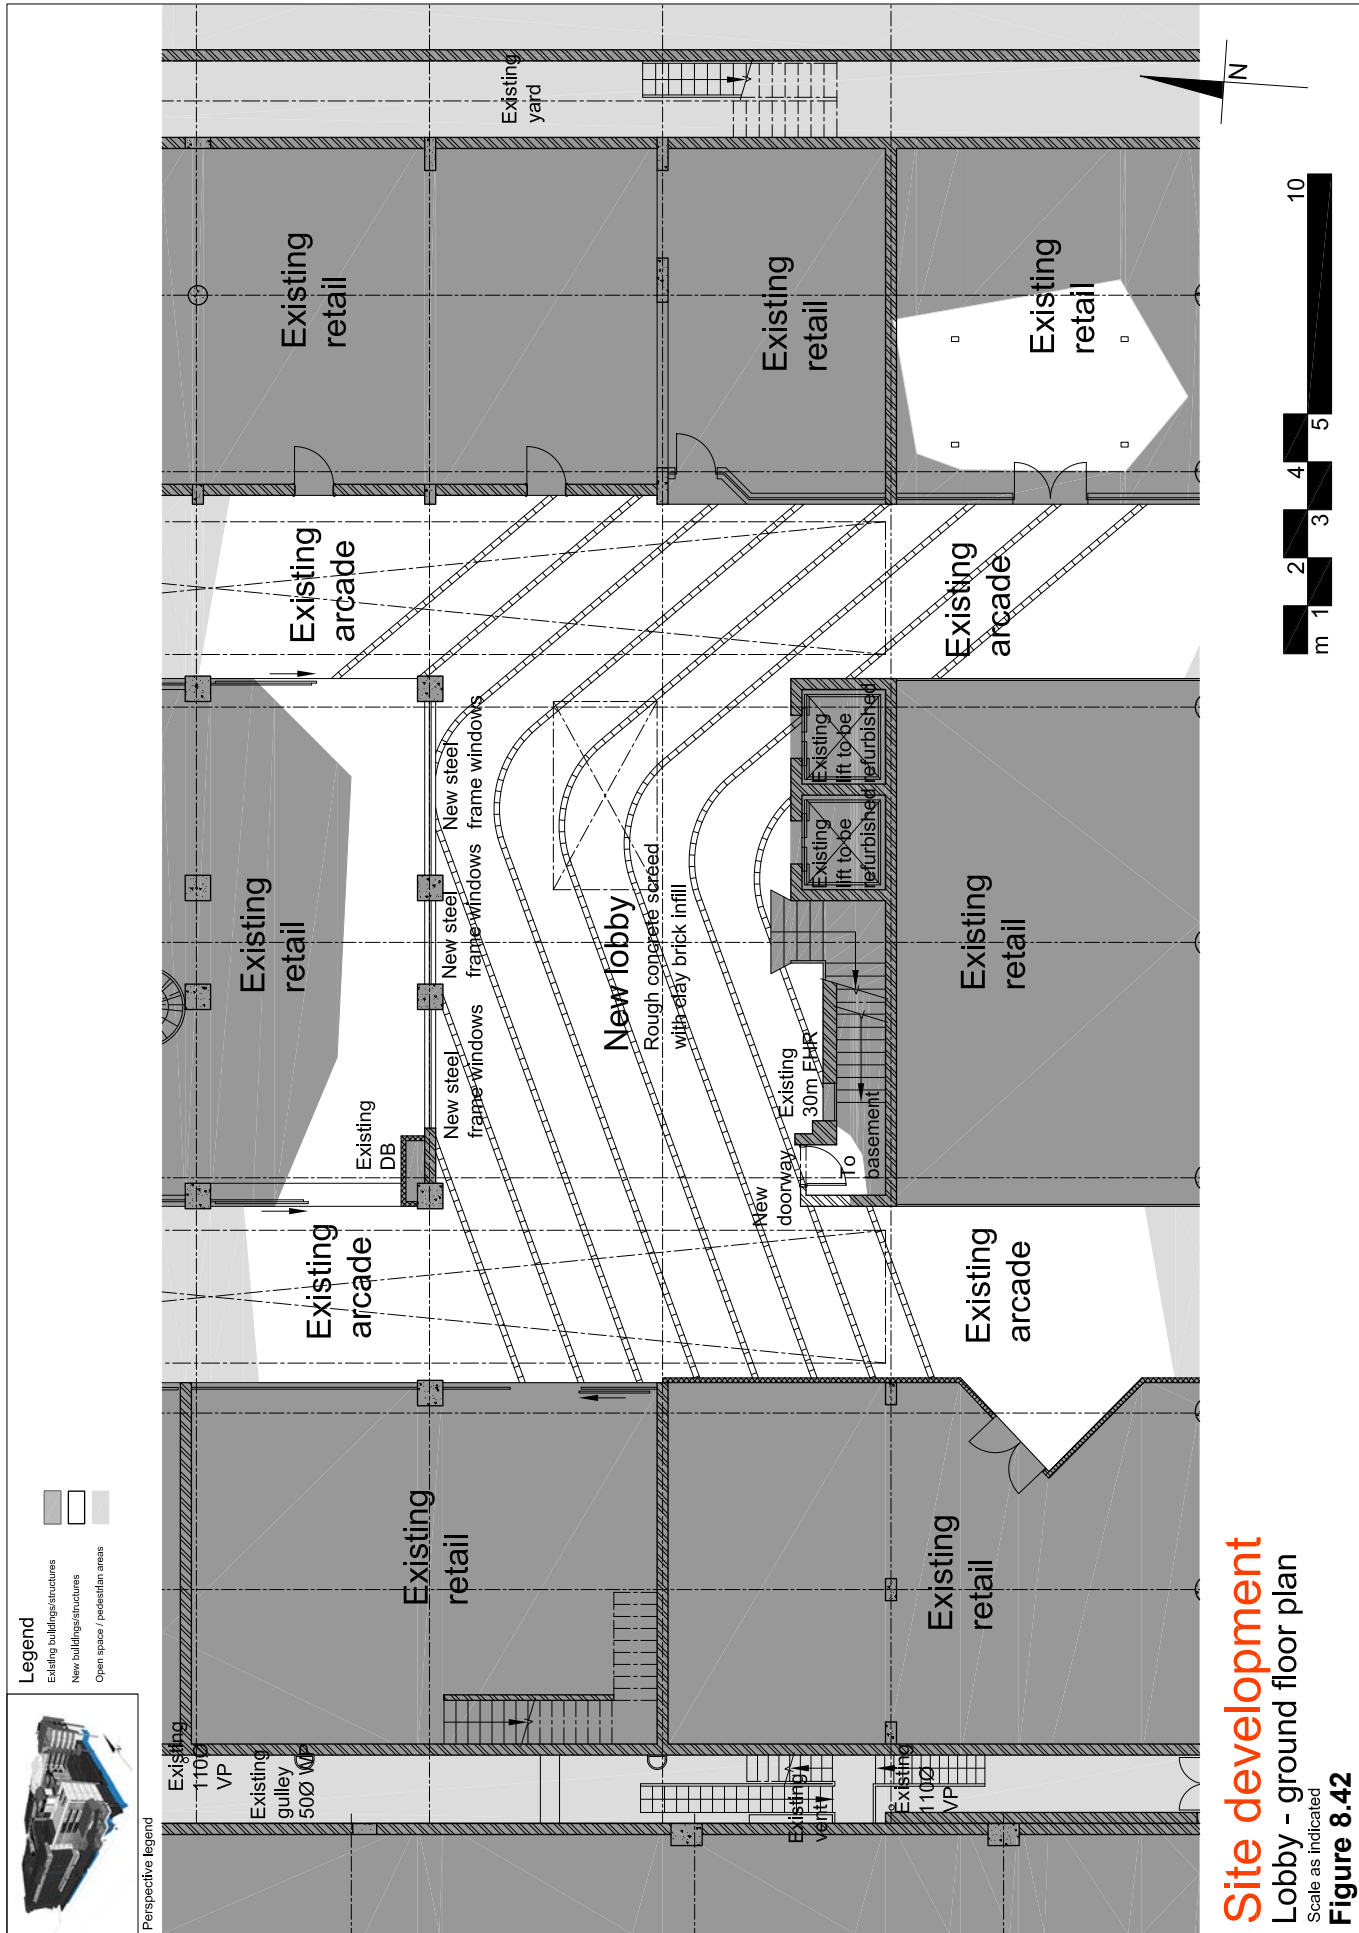 Legend
Existing buildings/structures
New buildings/structures
Open space / pedestrian areas
Perspective legend
Existing
yard
N
Existing
retail
Existing
retail
Existing
retail
Existing
arcade
Existing
arcade
Existing
retail
New steel
frame windows
New steel
frame windows
New steel
frame windows
New lobby
Rough concrete screed
with clay brick infill
Existing
lift to be
refurbished
Existing
lift to be
refurbished
Existing
retail
Existing
DB
Existing
30m FHR
New
doorway
To
basement
Existing
arcade
Existing
arcade
Existing
retail
Existing
retail
Existing
110Ø
VP
Existing
gulley
50Ø WP
Existing
vent
Existing
110Ø
VP
m 1 2 3 4 5 10
Site development
Lobby - ground floor plan
Scale as indicated
Figure 8.42